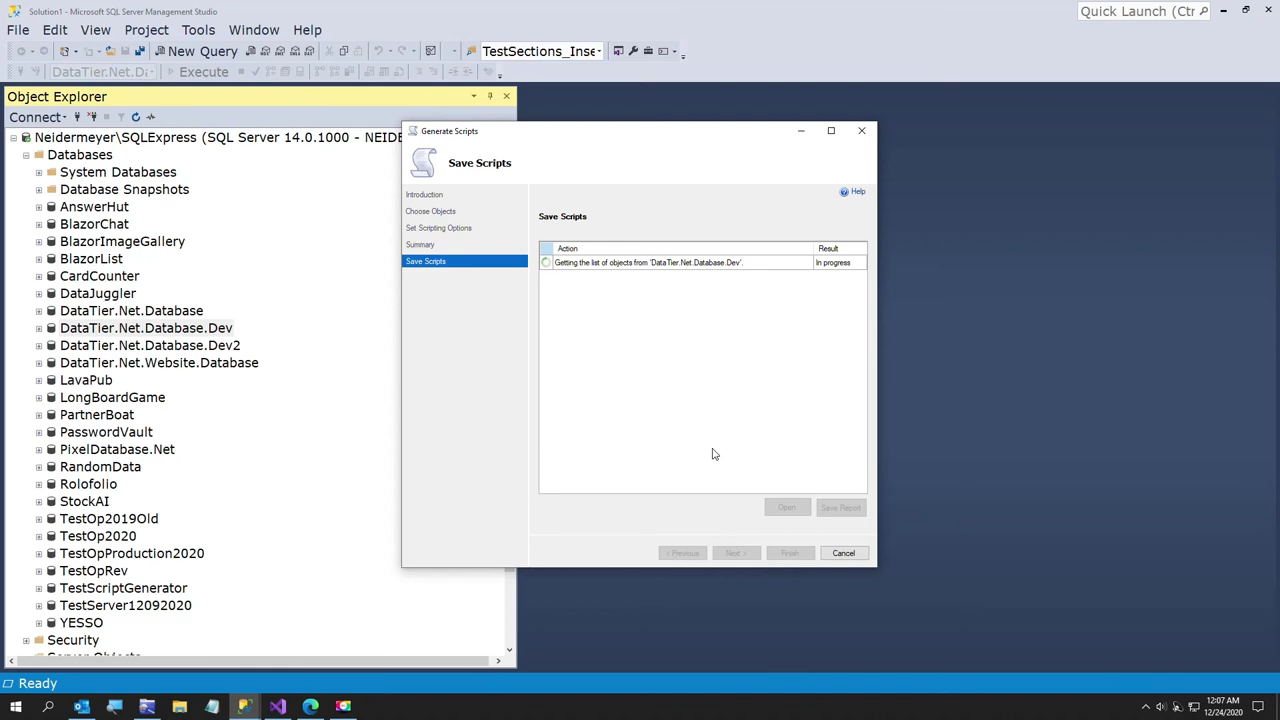 Solution1 - Microsoft SQL Server Management Studio
Quick Launch (Ctr
File Edit View Project Tools Window Help
New Query
TestSections_Inse
DataTier.Net.D
Execute
Object Explorer
Connect
Neidermeyer\SQLExpress (SQL Server 14.0.1000 - NEIDE
Databases
System Databases
Database Snapshots
AnswerHut
BlazorChat
BlazorImageGallery
BlazorList
CardCounter
DataJuggler
DataTier.Net.Database
DataTier.Net.Database.Dev
DataTier.Net.Database.Dev2
DataTier.Net.Website.Database
LavaPub
LongBoardGame
PartnerBoat
PasswordVault
PixelDatabase.Net
RandomData
Rolofolio
StockAI
TestOp2019Old
TestOp2020
TestOpProduction2020
TestOpRev
TestScriptGenerator
TestServer12092020
YESSO
Security
Generate Scripts
Save Scripts
Introduction
Choose Objects
Set Scripting Options
Summary
Save Scripts
Help
Save Scripts
Action Result
Getting the list of objects from 'DataTier.Net.Database.Dev'. In progress
Open Save Report
< Previous Next > Finish Cancel
Ready
12:07 AM
12/24/2020